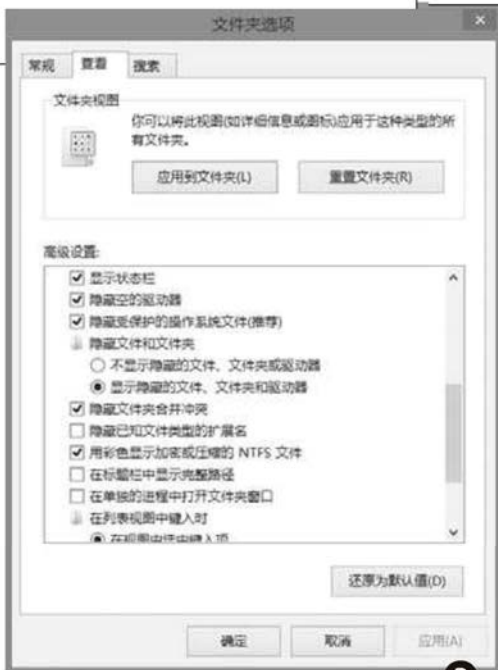 文件夹选项
常规 查看 搜索
文件夹视图
你可以将此视图(如详细信息或图标)应用于这种类型的所
有文件夹。
应用到文件夹(L) 重置文件夹(R)
高级设置:
显示状态栏
隐藏空的驱动器
隐藏受保护的操作系统文件(推荐)
隐藏文件和文件夹
不显示隐藏的文件、文件夹或驱动器
显示隐藏的文件、文件夹和驱动器
隐藏文件夹合并冲突
隐藏已知文件类型的扩展名
用彩色显示加密或压缩的 NTFS 文件
在标题栏中显示完整路径
在单独的进程中打开文件夹窗口
在列表视图中键入时
在视图中选中键入项
还原为默认值(D)
确定 取消 应用(A)